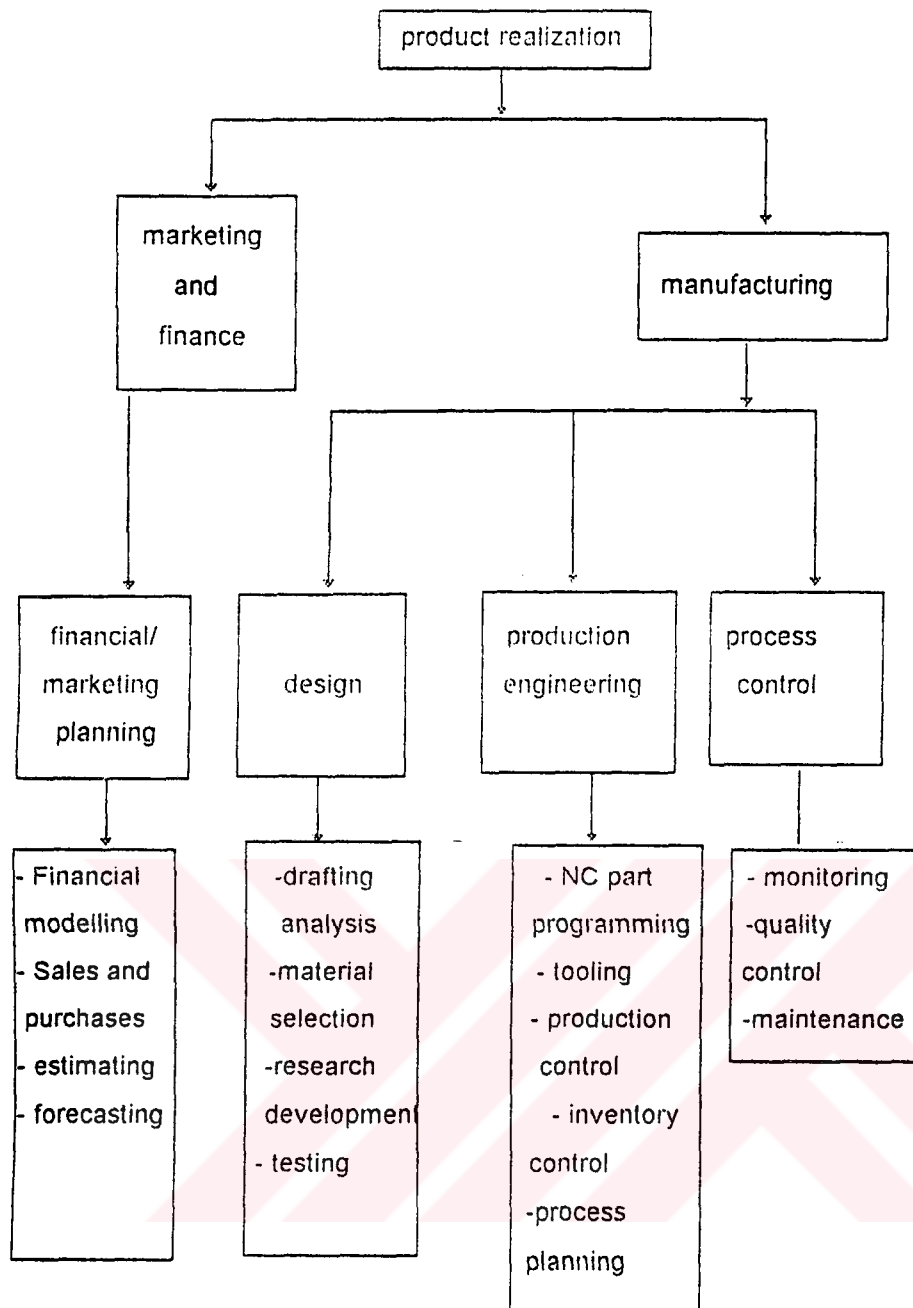 product realization
marketing
and
finance
manufacturing
financial/
marketing
planning
design
production
engineering
process
control
- Financial
modelling
- Sales and
purchases
- estimating
- forecasting
-drafting
analysis
-material
selection
-research
development
- testing
- NC part
programming
- tooling
- production
control
- inventory
control
-process
planning
- monitoring
-quality
control
-maintenance